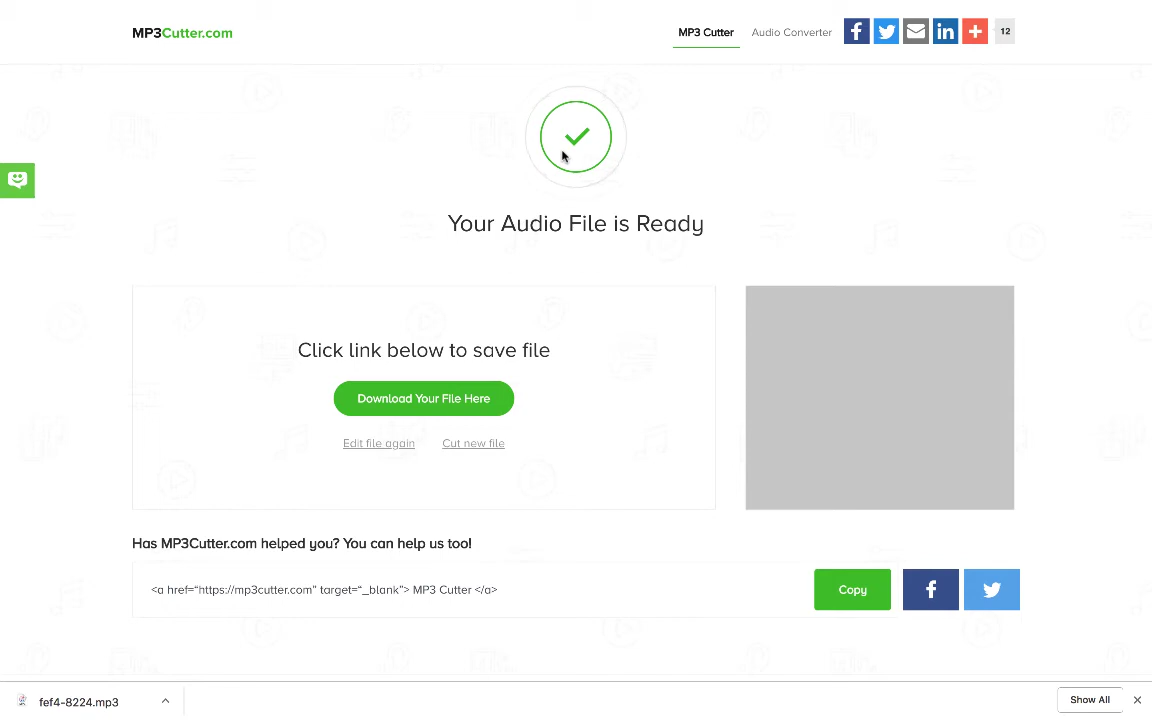 MP3Cutter.com
MP3 Cutter
Audio Converter
12
Your Audio File is Ready
Click link below to save file
Download Your File Here
Edit file again
Cut new file
Has MP3Cutter.com helped you? You can help us too!
<a href=“https://mp3cutter.com” target=“_blank”> MP3 Cutter </a>
Copy
fef4-8224.mp3
Show All